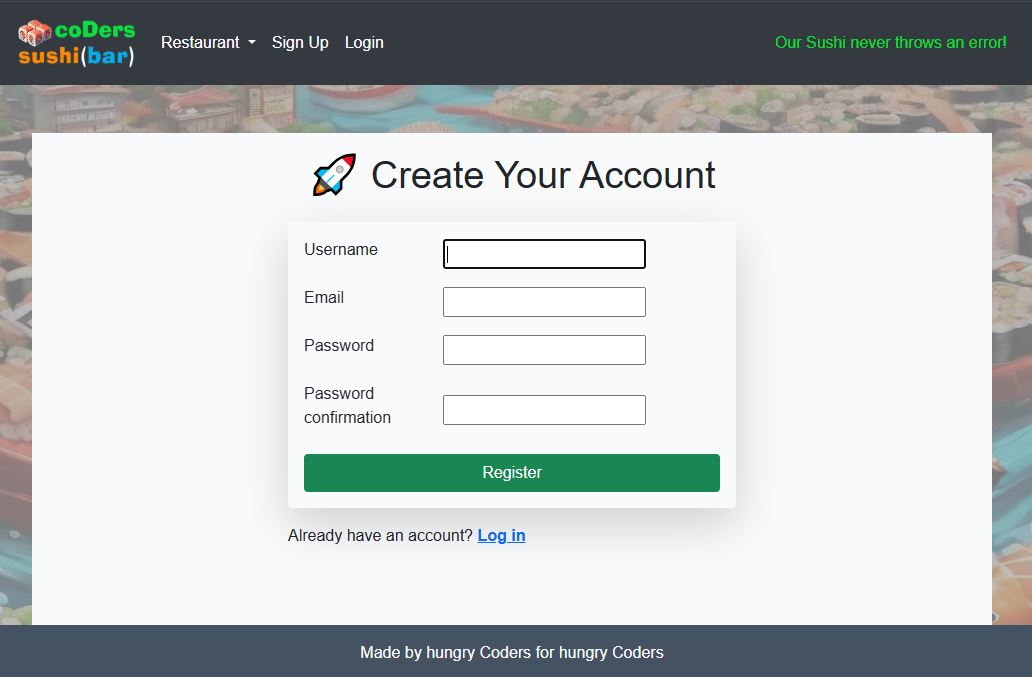 coDers
sushi(bar)
Restaurant
Sign Up
Login
Our Sushi never throws an error!
Create Your Account
Username
Email
Password
Password
confirmation
Register
Already have an account? Log in
Made by hungry Coders for hungry Coders